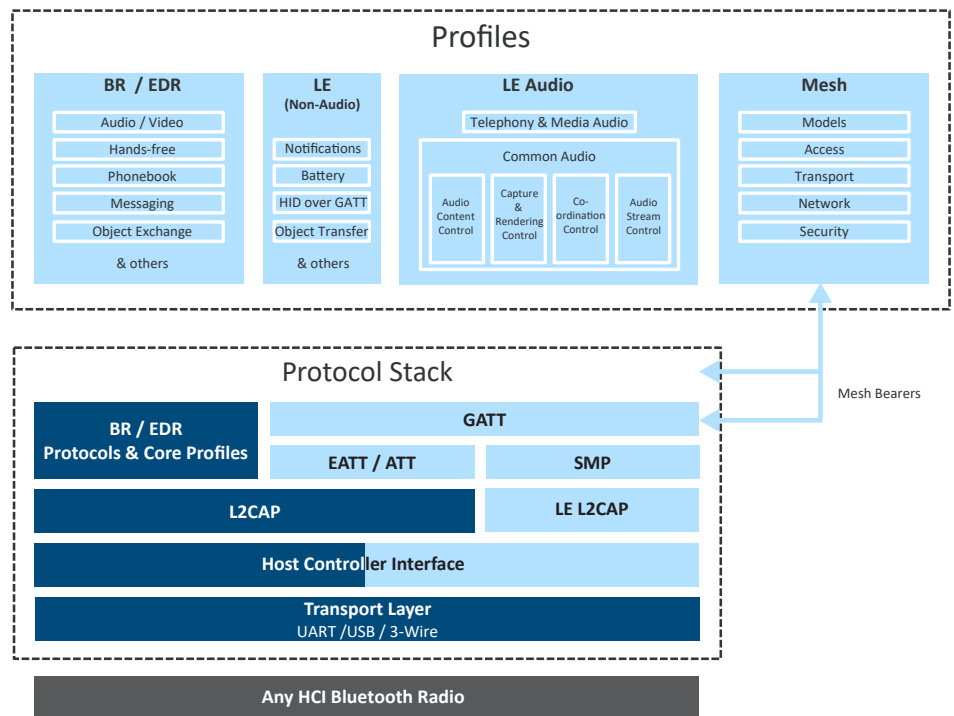 Profiles
BR / EDR
Audio / Video
Hands-free
Phonebook
Messaging
Object Exchange
& others
LE
(Non-Audio)
Notifications
Battery
HID over GATT
Object Transfer
& others
LE Audio
Telephony & Media Audio
Common Audio
Audio
Content
Control
Capture
&
Rendering
Control
Co-
ordination
Control
Audio
Stream
Control
Mesh
Models
Access
Transport
Network
Security
Mesh Bearers
Protocol Stack
BR / EDR
Protocols & Core Profiles
GATT
EATT / ATT
SMP
L2CAP
LE L2CAP
Host Controller Interface
Transport Layer
UART /USB / 3-Wire
Any HCI Bluetooth Radio